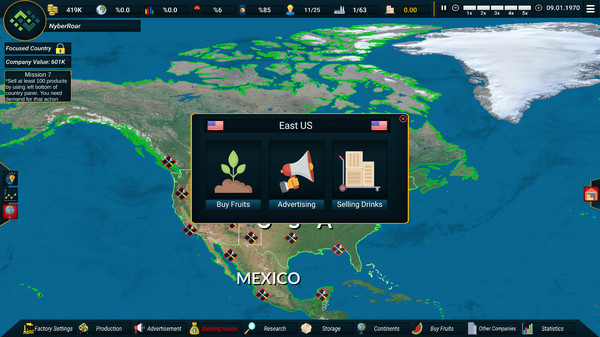 419K %0.0 %0.0 %6 %85 11/25 1/63 0.00 1x 2x 3x 4x 5x 09.01.1970
NyberRoar
Focused Country
Company Value: 601K
Mission 7
*Sell at least 100 products
by using left bottom of
country panel. You need
demand for that action.
East US
Buy Fruits Advertising Selling Drinks
U S A
MEXICO
Factory Settings Production Advertisement Banking House Research Storage Continents Buy Fruits Other Companies Statistics